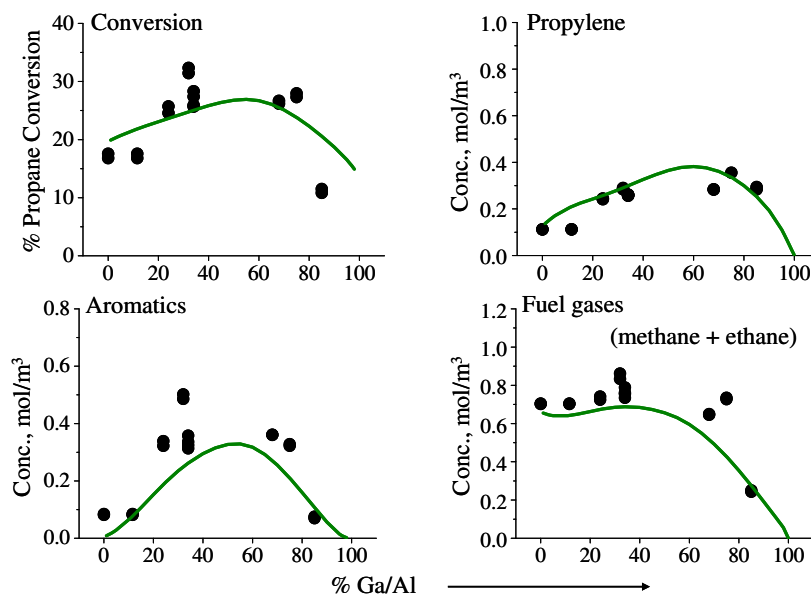 Conversion
% Propane Conversion
40
30
20
10
0
0 20 40 60 80 100
Propylene
Conc., mol/m³
1.0
0.8
0.6
0.4
0.2
0.0
0 20 40 60 80 100
Aromatics
Conc., mol/m³
0.8
0.6
0.4
0.2
0.0
0 20 40 60 80 100
Fuel gases
(methane + ethane)
Conc., mol/m³
1.2
1.0
0.8
0.6
0.4
0.2
0.0
0 20 40 60 80 100
% Ga/Al